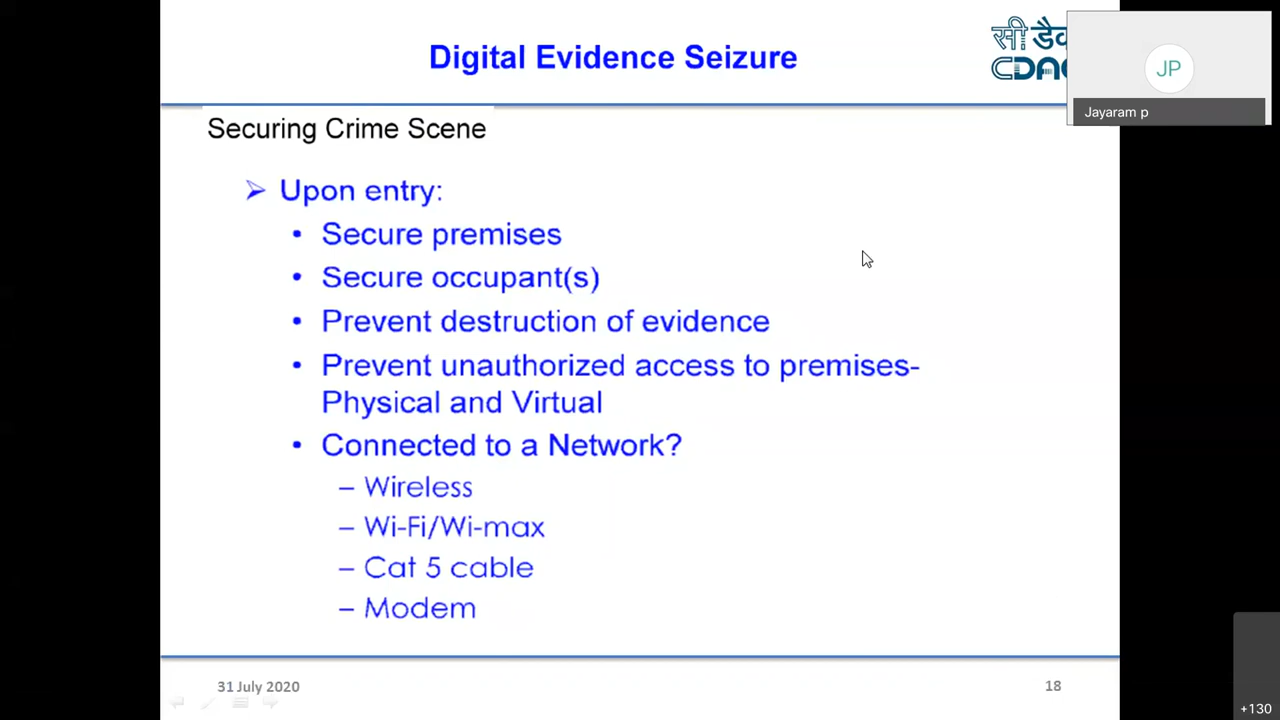 Digital Evidence Seizure
सी डैक
CDAC
JP
Jayaram p
Securing Crime Scene
➢ Upon entry:
• Secure premises
• Secure occupant(s)
• Prevent destruction of evidence
• Prevent unauthorized access to premises-
Physical and Virtual
• Connected to a Network?
– Wireless
– Wi-Fi/Wi-max
– Cat 5 cable
– Modem
31 July 2020
18
+130